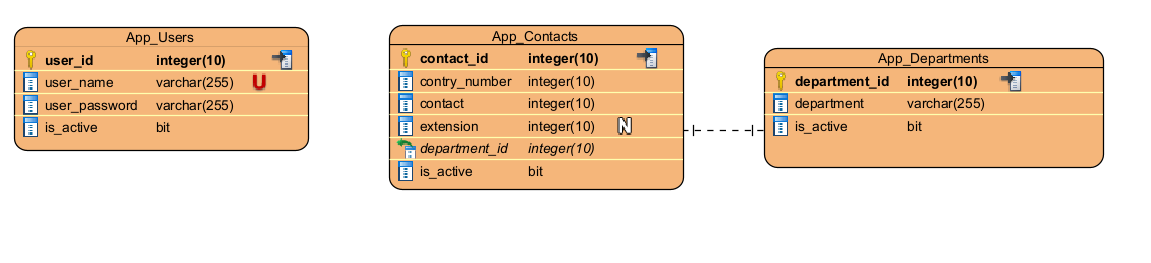 App_Users
user_id integer(10)
user_name varchar(255) U
user_password varchar(255)
is_active bit
App_Contacts
contact_id integer(10)
contry_number integer(10)
contact integer(10)
extension integer(10) N
department_id integer(10)
is_active bit
App_Departments
department_id integer(10)
department varchar(255)
is_active bit